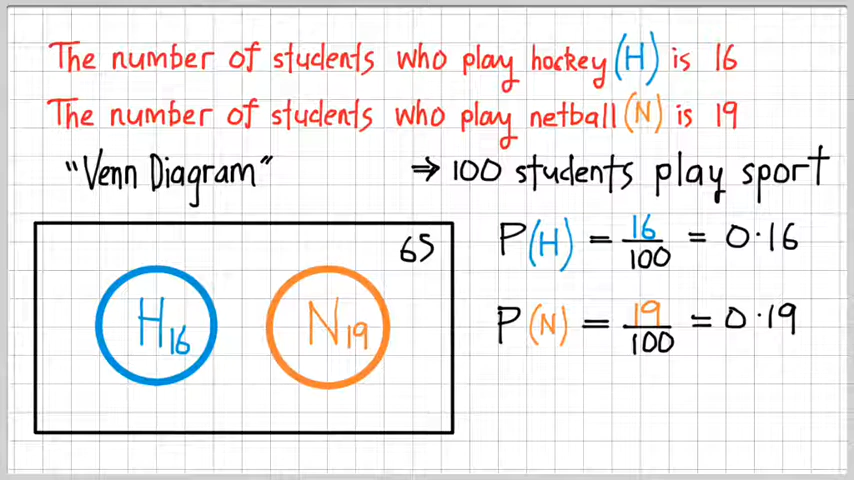 The number of students who play hockey (H) is 16
The number of students who play netball (N) is 19
"Venn Diagram"
⇒ 100 students play sport
65
H16
N19
P(H) = 16/100 = 0·16
P(N) = 19/100 = 0·19